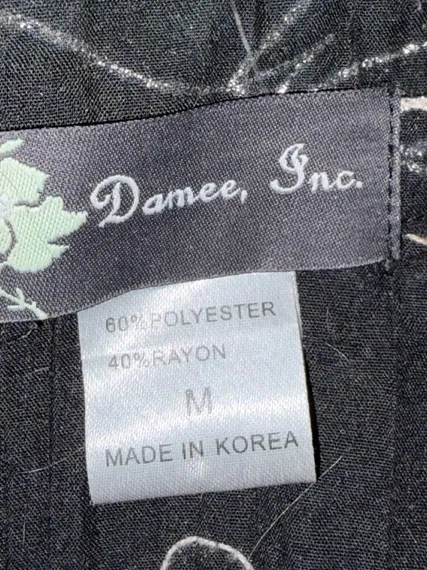 Damee, Inc.
60% POLYESTER
40% RAYON
M
MADE IN KOREA